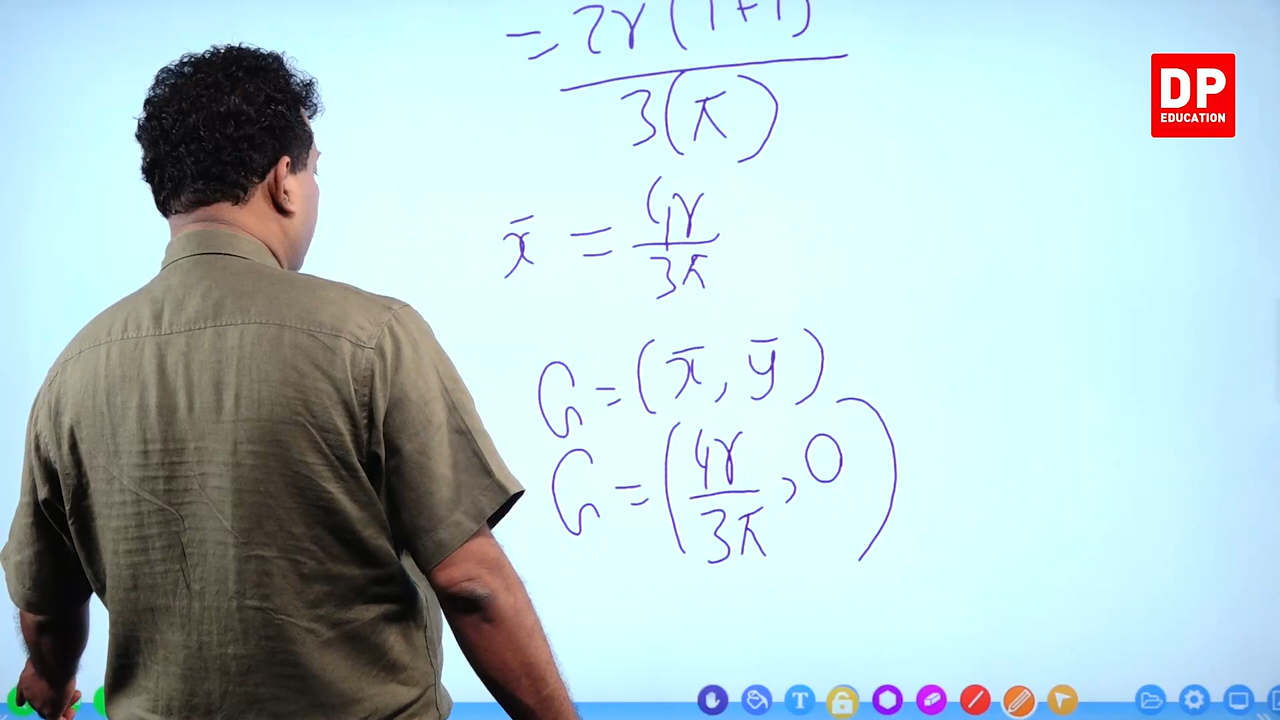 = 2r(1+1)
3(π)
x̄ = 4r
3π
G = (x̄, ȳ)
G = (4r/3π, 0)
DP
EDUCATION
T